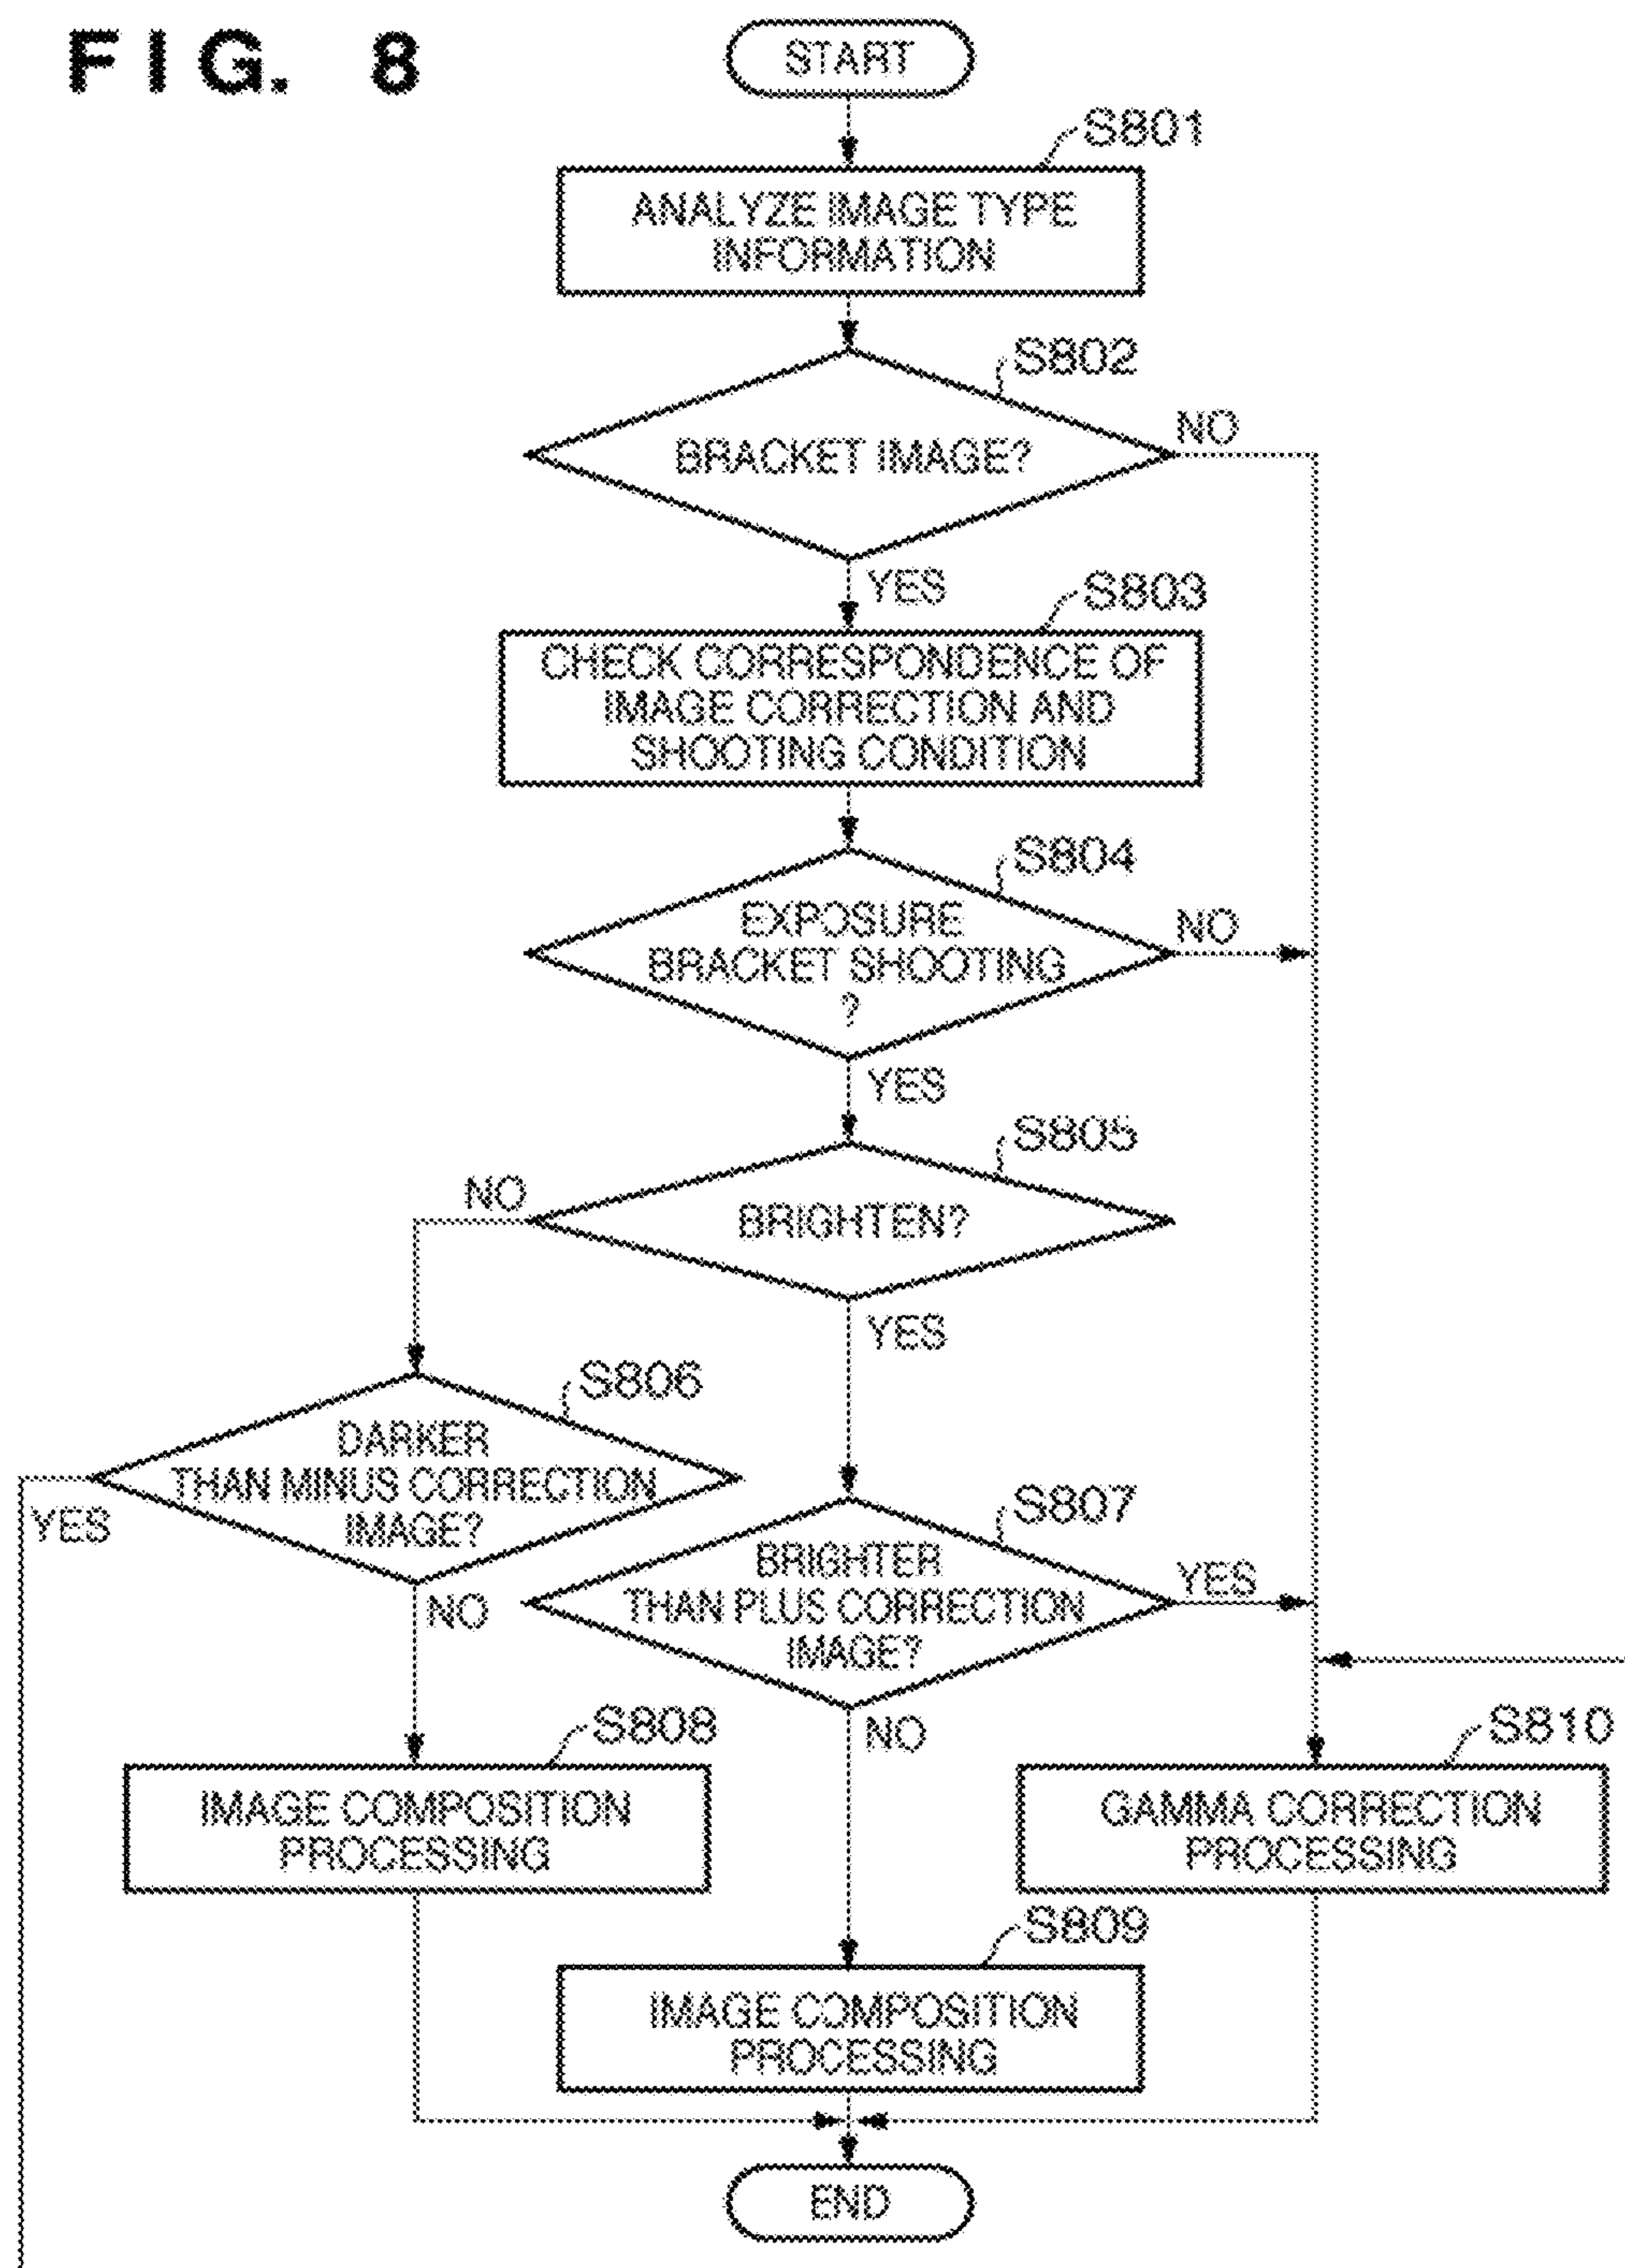 FIG. 8
START
S801
ANALYZE IMAGE TYPE
INFORMATION
S802
BRACKET IMAGE?
NO
YES
S803
CHECK CORRESPONDENCE OF
IMAGE CORRECTION AND
SHOOTING CONDITION
S804
EXPOSURE
BRACKET SHOOTING
?
NO
YES
S805
BRIGHTEN?
NO
YES
S806
DARKER
THAN MINUS CORRECTION
IMAGE?
YES
NO
S807
BRIGHTER
THAN PLUS CORRECTION
IMAGE?
YES
NO
S808
IMAGE COMPOSITION
PROCESSING
S810
GAMMA CORRECTION
PROCESSING
S809
IMAGE COMPOSITION
PROCESSING
END